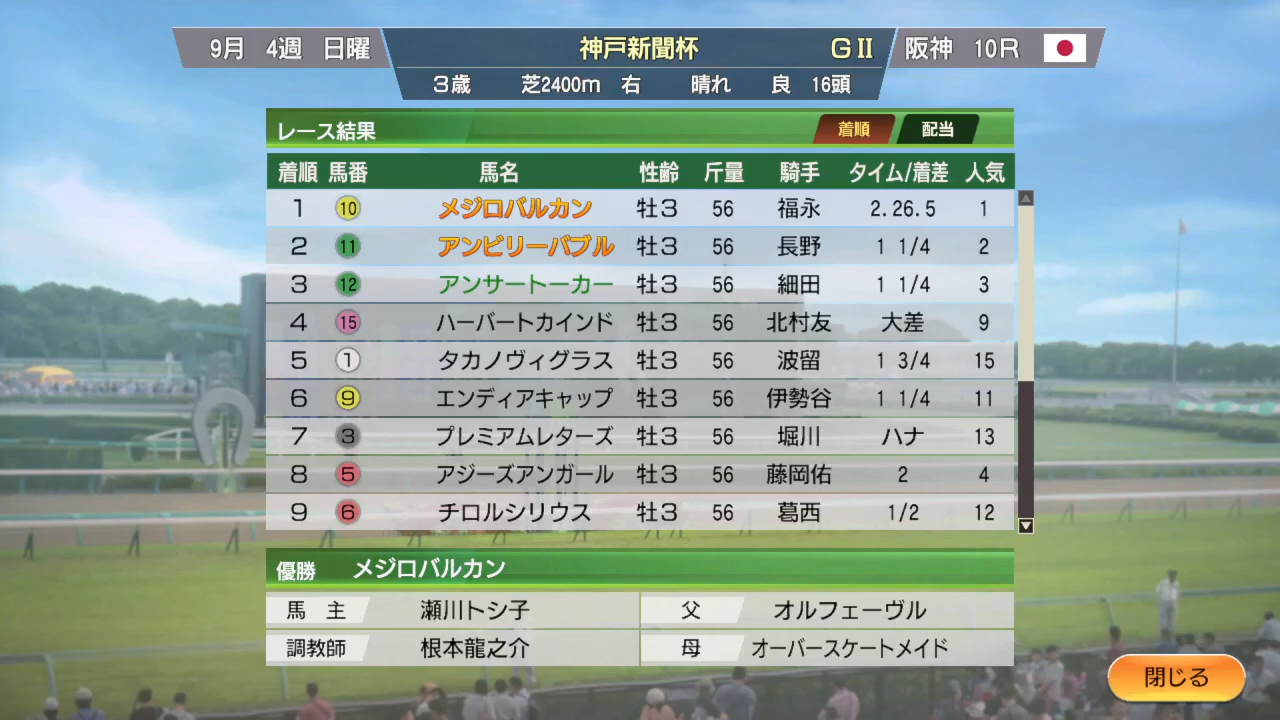 9月 4週 日曜 神戸新聞杯 GⅡ 阪神 10R
3歳 芝2400m 右 晴れ 良 16頭
レース結果 着順 配当
着順 馬番 馬名 性齢 斤量 騎手 タイム/着差 人気
1 10 メジロバルカン 牡3 56 福永 2.26.5 1
2 11 アンビリーバブル 牡3 56 長野 1 1/4 2
3 12 アンサートーカー 牡3 56 細田 1 1/4 3
4 15 ハーバートカインド 牡3 56 北村友 大差 9
5 1 タカノヴィグラス 牡3 56 波留 1 3/4 15
6 9 エンディアキャップ 牡3 56 伊勢谷 1 1/4 11
7 3 プレミアムレターズ 牡3 56 堀川 ハナ 13
8 5 アジーズアンガール 牡3 56 藤岡佑 2 4
9 6 チロルシリウス 牡3 56 葛西 1/2 12
優勝 メジロバルカン
馬主 瀬川トシ子 父 オルフェーヴル
調教師 根本龍之介 母 オーバースケートメイド
閉じる